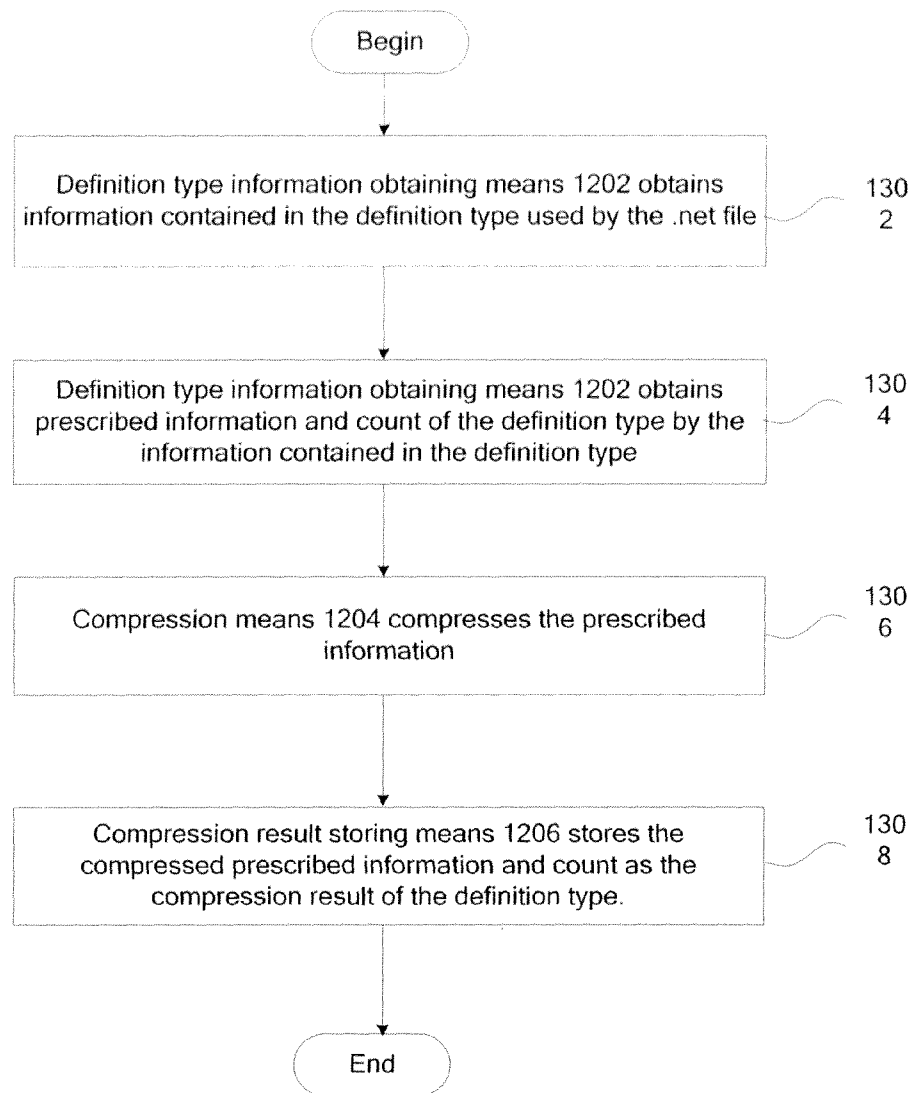 Begin
Definition type information obtaining means 1202 obtains
information contained in the definition type used by the .net file
130
2
Definition type information obtaining means 1202 obtains
prescribed information and count of the definition type by the
information contained in the definition type
130
4
Compression means 1204 compresses the prescribed
information
130
6
Compression result storing means 1206 stores the
compressed prescribed information and count as the
compression result of the definition type.
130
8
End